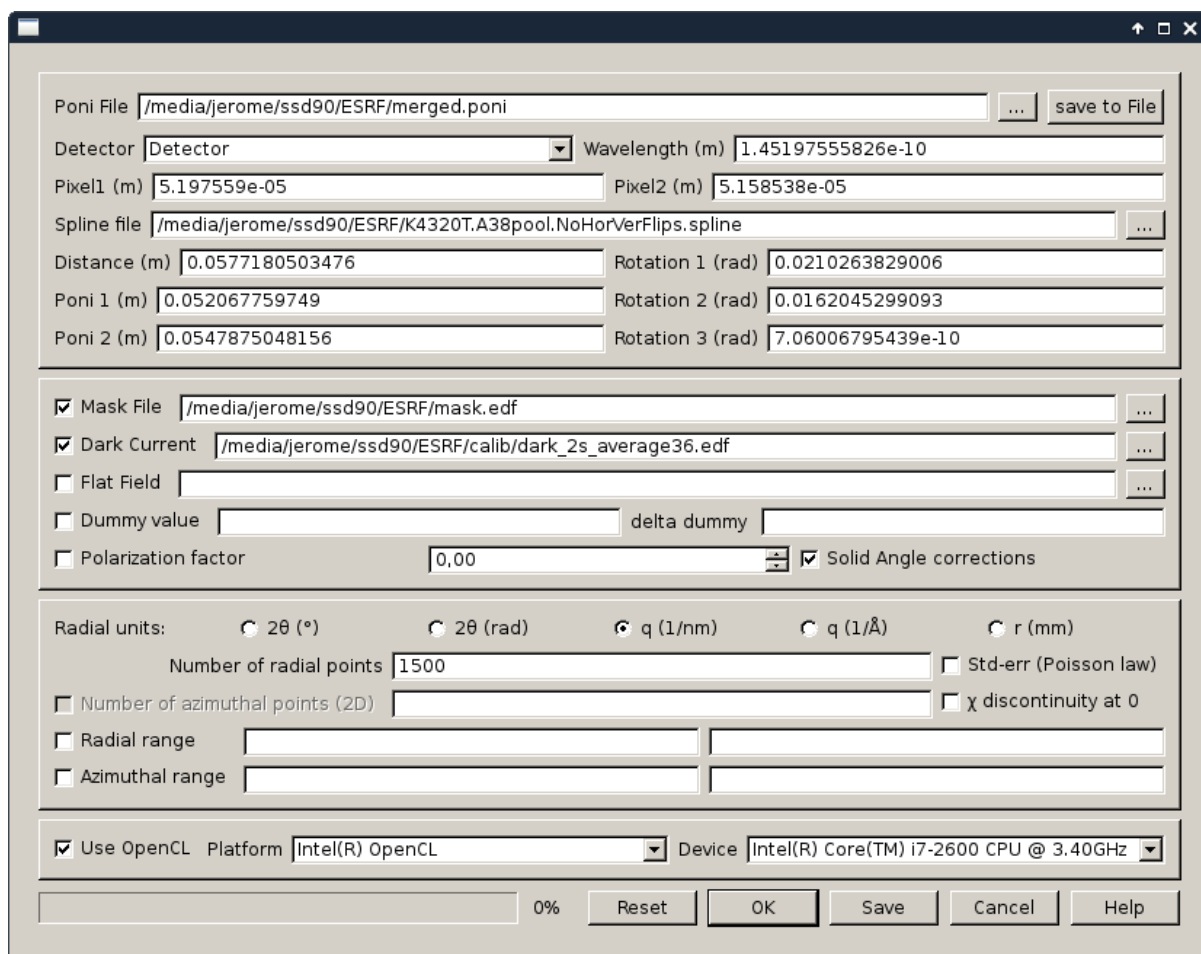 Poni File /media/jerome/ssd90/ESRF/merged.poni ... save to File
Detector Detector Wavelength (m) 1.45197555826e-10
Pixel1 (m) 5.197559e-05 Pixel2 (m) 5.158538e-05
Spline file /media/jerome/ssd90/ESRF/K4320T.A38pool.NoHorVerFlips.spline ...
Distance (m) 0.0577180503476 Rotation 1 (rad) 0.0210263829006
Poni 1 (m) 0.052067759749 Rotation 2 (rad) 0.0162045299093
Poni 2 (m) 0.0547875048156 Rotation 3 (rad) 7.06006795439e-10
Mask File /media/jerome/ssd90/ESRF/mask.edf ...
Dark Current /media/jerome/ssd90/ESRF/calib/dark_2s_average36.edf ...
Flat Field ...
Dummy value delta dummy
Polarization factor 0,00 Solid Angle corrections
Radial units: 2θ (°) 2θ (rad) q (1/nm) q (1/Å) r (mm)
Number of radial points 1500 Std-err (Poisson law)
Number of azimuthal points (2D) χ discontinuity at 0
Radial range
Azimuthal range
Use OpenCL Platform Intel(R) OpenCL Device Intel(R) Core(TM) i7-2600 CPU @ 3.40GHz
0% Reset OK Save Cancel Help